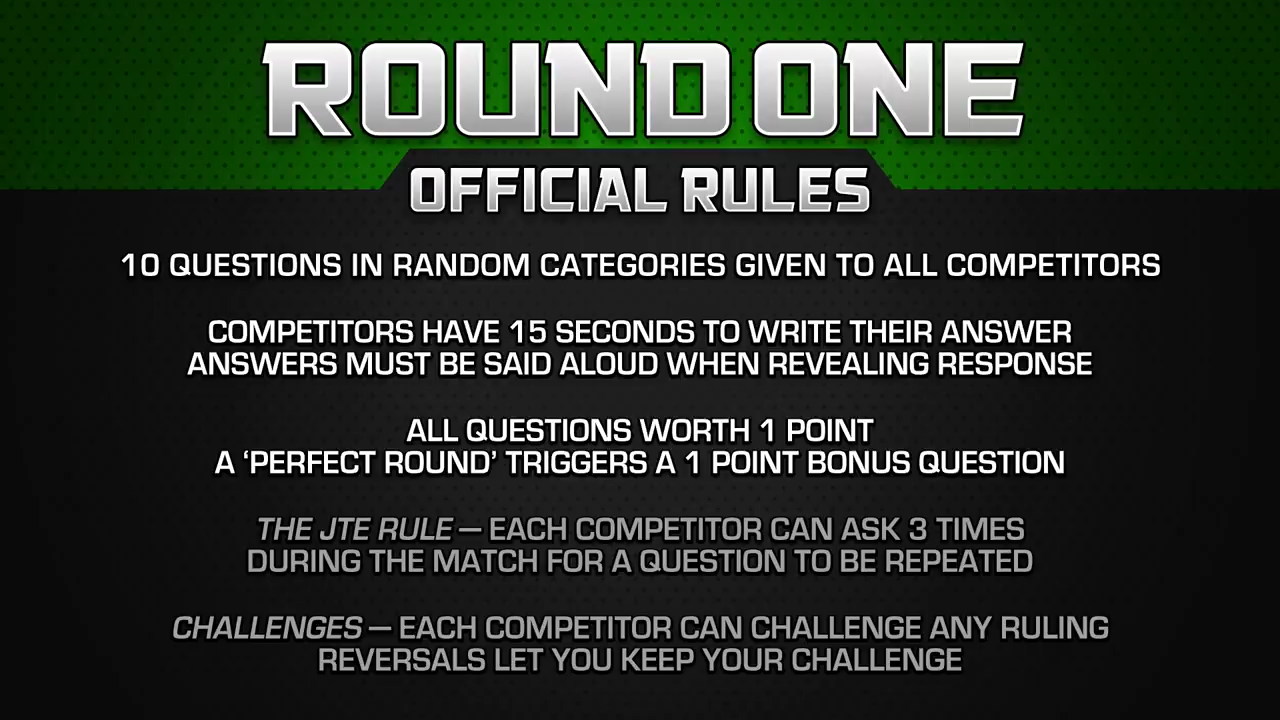 ROUND ONE
OFFICIAL RULES
10 QUESTIONS IN RANDOM CATEGORIES GIVEN TO ALL COMPETITORS
COMPETITORS HAVE 15 SECONDS TO WRITE THEIR ANSWER
ANSWERS MUST BE SAID ALOUD WHEN REVEALING RESPONSE
ALL QUESTIONS WORTH 1 POINT
A ‘PERFECT ROUND’ TRIGGERS A 1 POINT BONUS QUESTION
THE JTE RULE – EACH COMPETITOR CAN ASK 3 TIMES
DURING THE MATCH FOR A QUESTION TO BE REPEATED
CHALLENGES – EACH COMPETITOR CAN CHALLENGE ANY RULING
REVERSALS LET YOU KEEP YOUR CHALLENGE